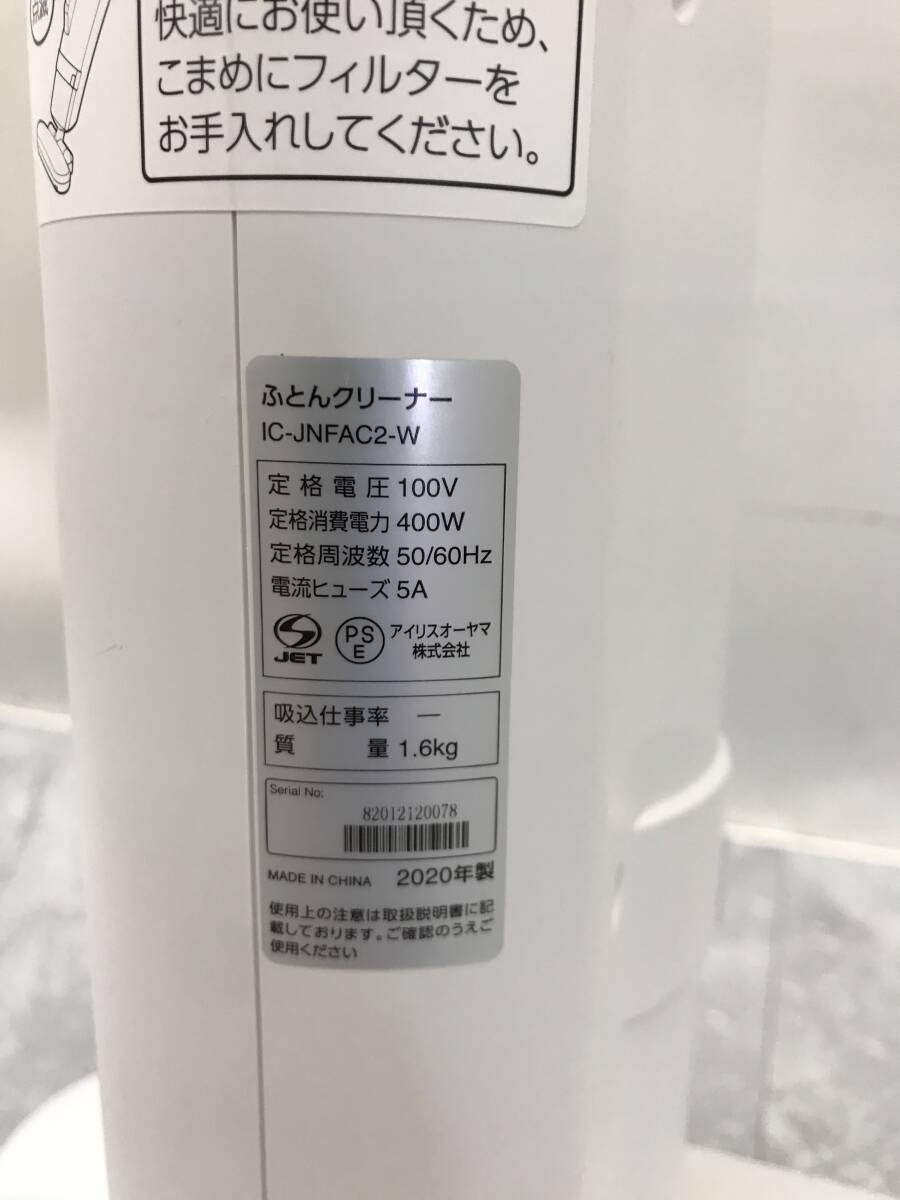 快適にお使い頂くため、
こまめにフィルターを
お手入れしてください。
ふとんクリーナー
IC-JNFAC2-W
定格電圧 100V
定格消費電力 400W
定格周波数 50/60Hz
電流ヒューズ 5A
JET
PS
E
アイリスオーヤマ
株式会社
吸込仕事率 —
質量 1.6kg
Serial No:
82012120078
MADE IN CHINA 2020年製
使用上の注意は取扱説明書に記
載しております。ご確認のうえご
使用ください